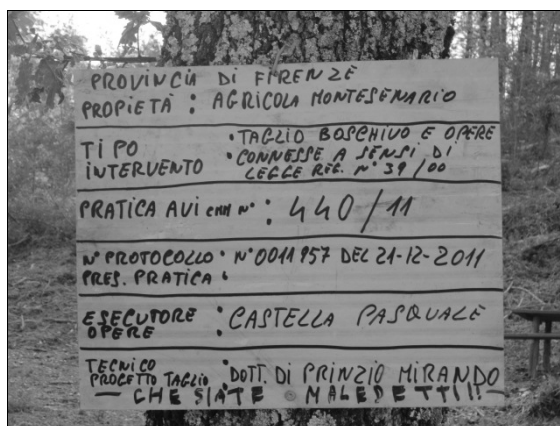 PROVINCIA DI FIRENZE
PROPIETÀ : AGRICOLA MONTESENARIO
TIPO INTERVENTO
• TAGLIO BOSCHIVO E OPERE
• CONNESSE A SENSI DI
LEGGE REG. N° 39/00
PRATICA AVI CMM N° : 440/11
N° PROTOCOLLO : N° 0011957 DEL 21-12-2011
PRES. PRATICA :
ESECUTORE OPERE : CASTELLA PASQUALE
TECNICO
PROGETTO TAGLIO : DOTT. DI PRINZIO MIRANDO
— CHE SIATE MALEDETTI!!! —